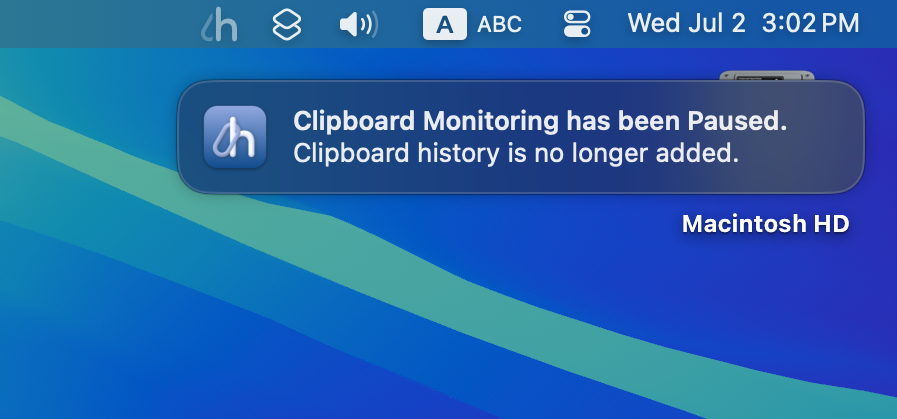 A ABC Wed Jul 2 3:02 PM
Clipboard Monitoring has been Paused.
Clipboard history is no longer added.
Macintosh HD